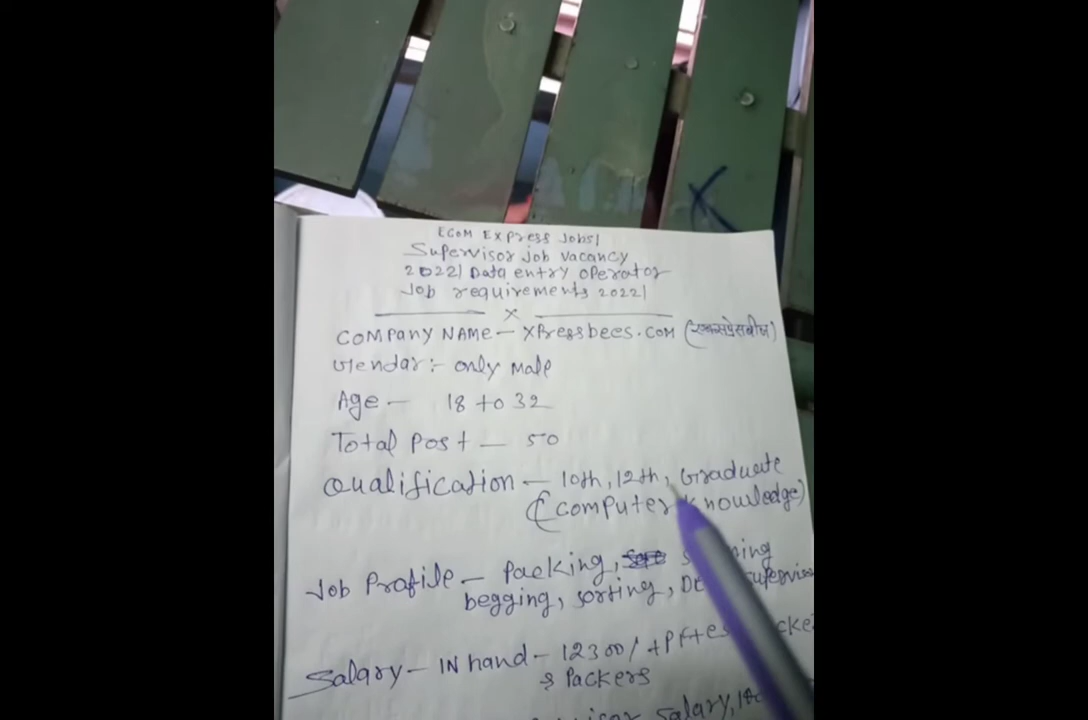 ECOM EXPress Jobs|
Supervisor job vacancy
2022| Data entry operator
Job requirements 2022|
x
COMPany NAMe - XPressbees.com (एक्सप्रेसबीज)
Gendar :- only Male
Age - 18 to 32
Total Post - 50
Qualification - 10th, 12th, Graduate
(computer knowledge)
Job Profile - Packing,
begging, sorting,
Salary - IN hand - 12300/ +PF+
Packers
salary,